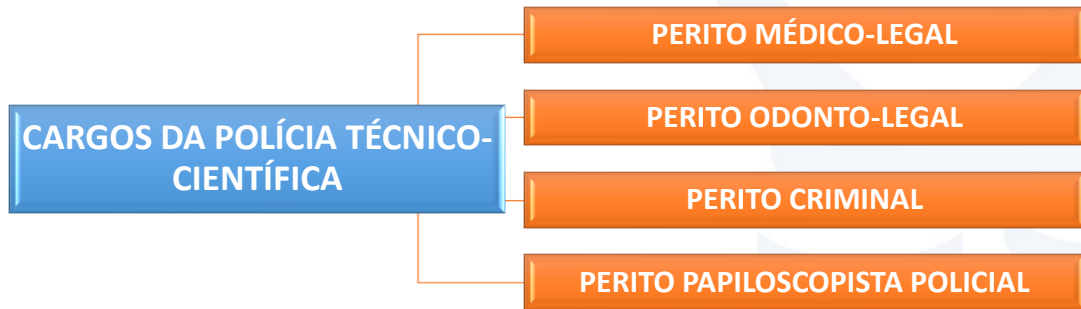 CARGOS DA POLÍCIA TÉCNICO-
CIENTÍFICA
PERITO MÉDICO-LEGAL
PERITO ODONTO-LEGAL
PERITO CRIMINAL
PERITO PAPILOSCOPISTA POLICIAL